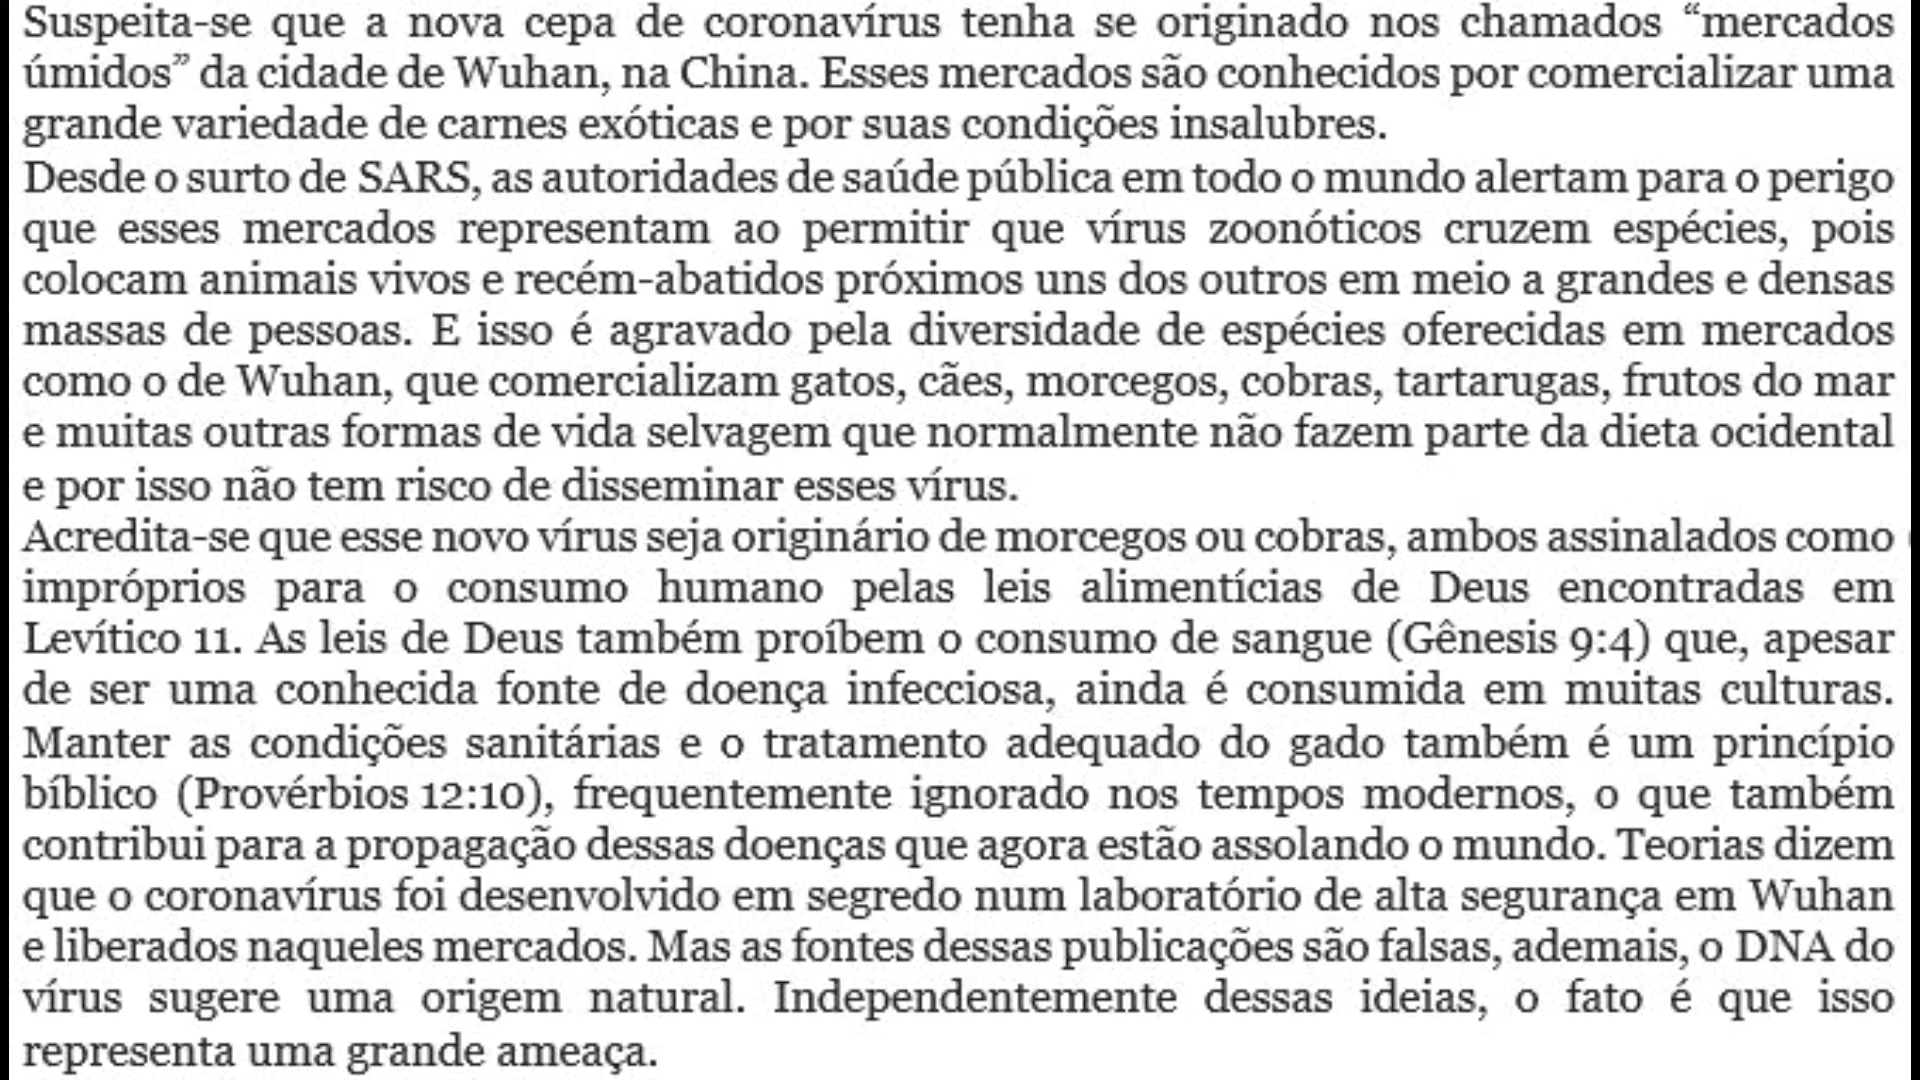 Suspeita-se que a nova cepa de coronavírus tenha se originado nos chamados “mercados
úmidos” da cidade de Wuhan, na China. Esses mercados são conhecidos por comercializar uma
grande variedade de carnes exóticas e por suas condições insalubres.
Desde o surto de SARS, as autoridades de saúde pública em todo o mundo alertam para o perigo
que esses mercados representam ao permitir que vírus zoonóticos cruzem espécies, pois
colocam animais vivos e recém-abatidos próximos uns dos outros em meio a grandes e densas
massas de pessoas. E isso é agravado pela diversidade de espécies oferecidas em mercados
como o de Wuhan, que comercializam gatos, cães, morcegos, cobras, tartarugas, frutos do mar
e muitas outras formas de vida selvagem que normalmente não fazem parte da dieta ocidental
e por isso não tem risco de disseminar esses vírus.
Acredita-se que esse novo vírus seja originário de morcegos ou cobras, ambos assinalados como
impróprios para o consumo humano pelas leis alimentícias de Deus encontradas em
Levítico 11. As leis de Deus também proíbem o consumo de sangue (Gênesis 9:4) que, apesar
de ser uma conhecida fonte de doença infecciosa, ainda é consumida em muitas culturas.
Manter as condições sanitárias e o tratamento adequado do gado também é um princípio
bíblico (Provérbios 12:10), frequentemente ignorado nos tempos modernos, o que também
contribui para a propagação dessas doenças que agora estão assolando o mundo. Teorias dizem
que o coronavírus foi desenvolvido em segredo num laboratório de alta segurança em Wuhan
e liberados naqueles mercados. Mas as fontes dessas publicações são falsas, ademais, o DNA do
vírus sugere uma origem natural. Independentemente dessas ideias, o fato é que isso
representa uma grande ameaça.